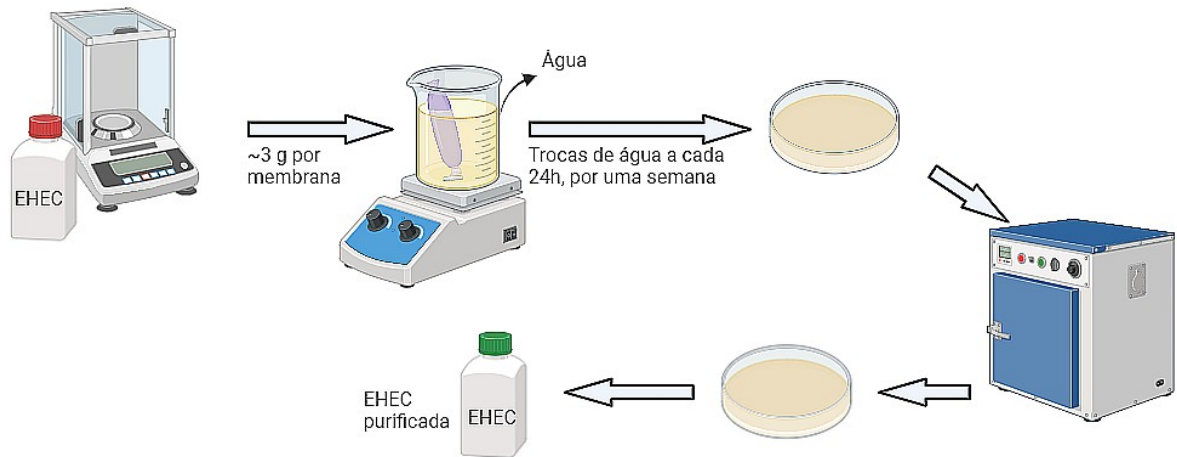 EHEC
~3 g por
membrana
Água
Trocas de água a cada
24h, por uma semana
EHEC
purificada
EHEC